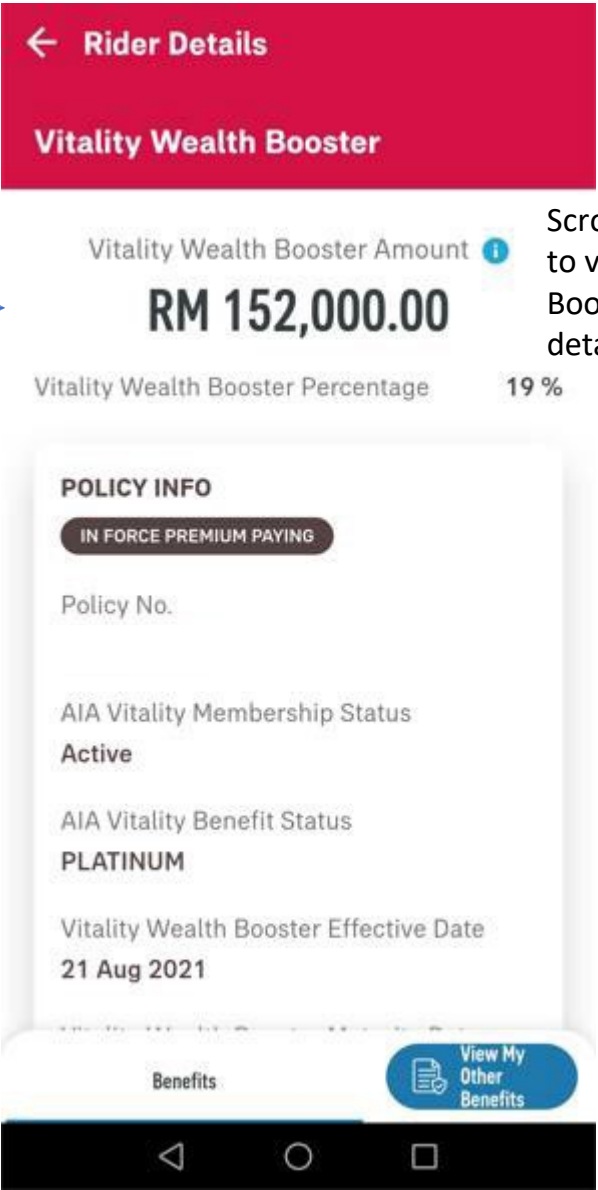 Rider Details
Vitality Wealth Booster
Vitality Wealth Booster Amount
RM 152,000.00
Vitality Wealth Booster Percentage 19 %
POLICY INFO
IN FORCE PREMIUM PAYING
Policy No.
AIA Vitality Membership Status
Active
AIA Vitality Benefit Status
PLATINUM
Vitality Wealth Booster Effective Date
21 Aug 2021
Benefits
View My
Other
Benefits
to